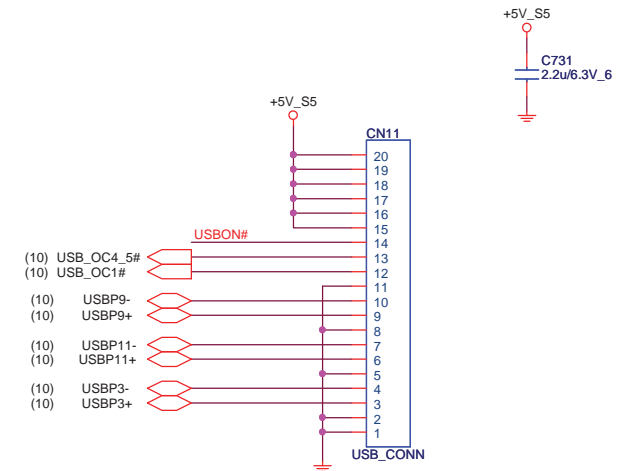 +5V_S5
C731
2.2u/6.3V_6
+5V_S5
CN11
20
19
18
17
16
15
USBON#
14
(10) USB_OC4_5# 13
(10) USB_OC1# 12
11
(10) USBP9- 10
(10) USBP9+ 9
8
(10) USBP11- 7
(10) USBP11+ 6
5
(10) USBP3- 4
(10) USBP3+ 3
2
1
USB_CONN